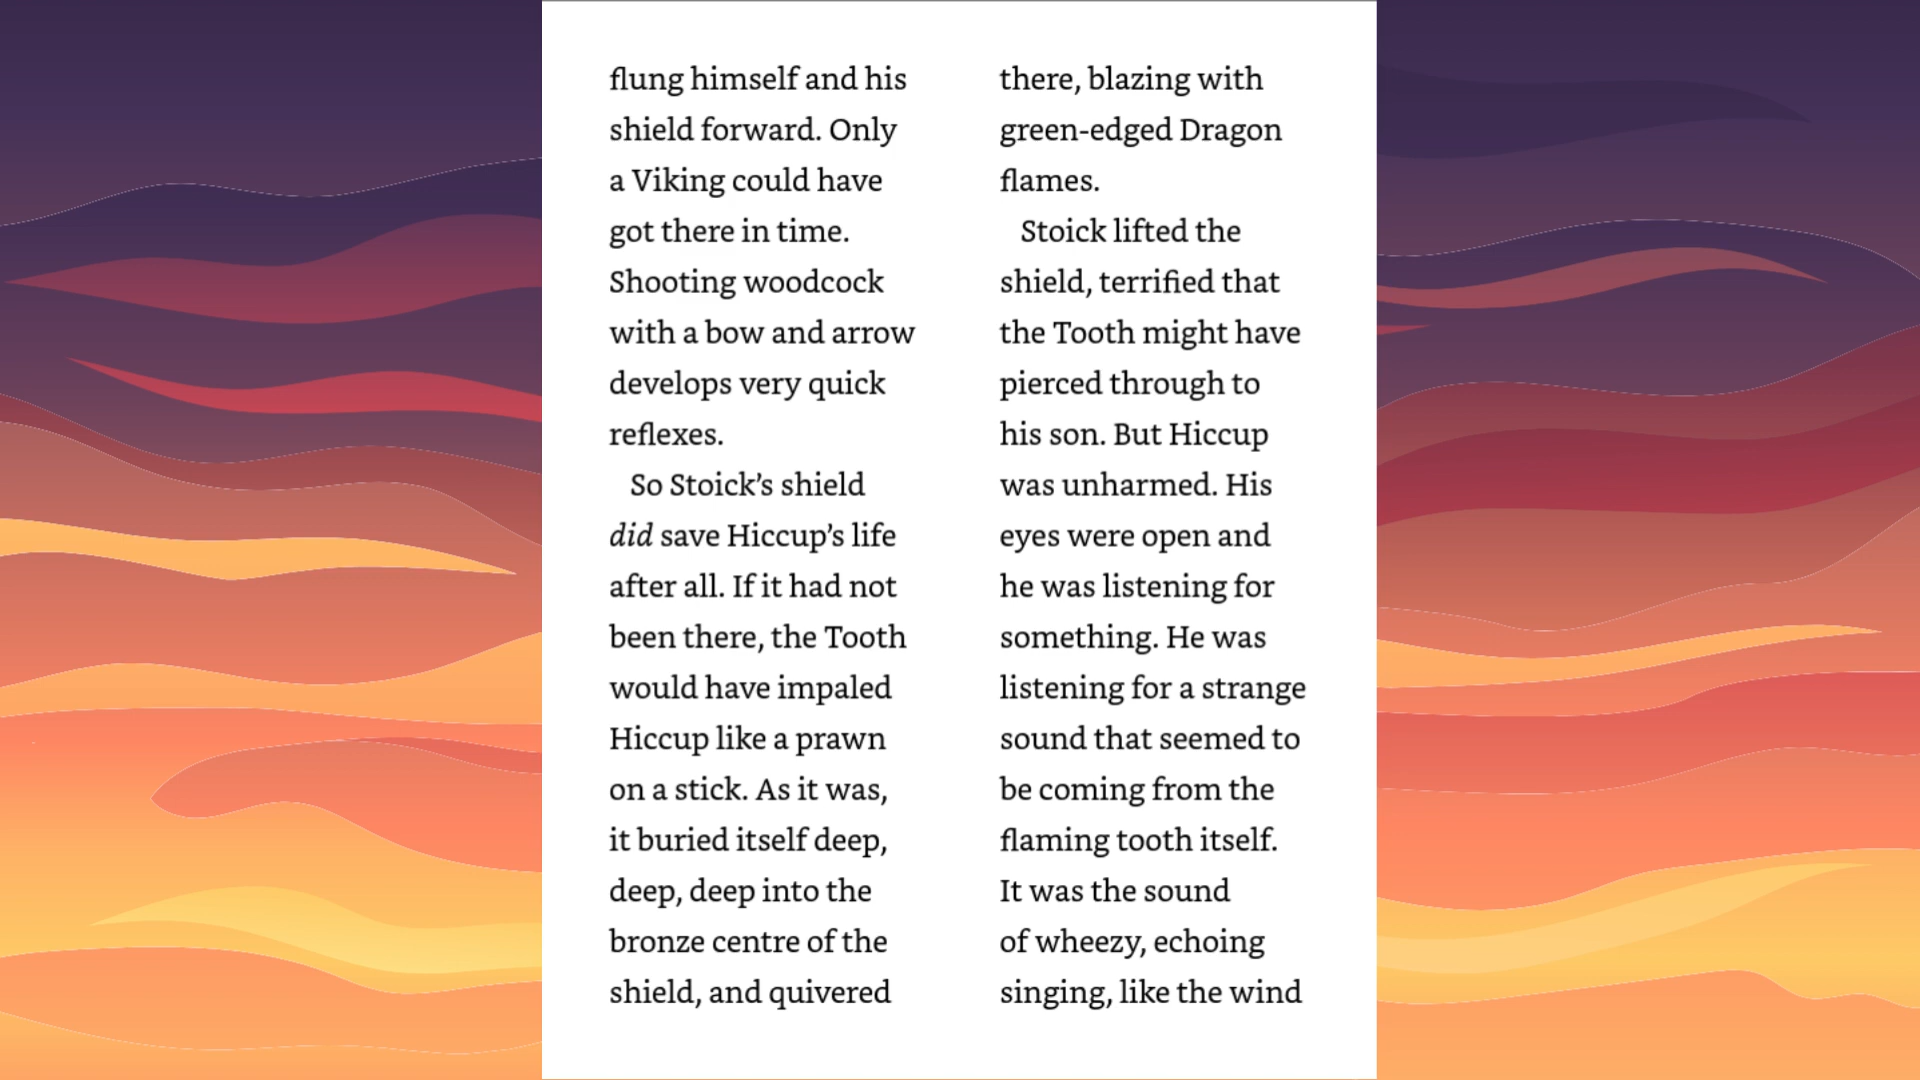 flung himself and his
shield forward. Only
a Viking could have
got there in time.
Shooting woodcock
with a bow and arrow
develops very quick
reflexes.
So Stoick’s shield
did save Hiccup’s life
after all. If it had not
been there, the Tooth
would have impaled
Hiccup like a prawn
on a stick. As it was,
it buried itself deep,
deep, deep into the
bronze centre of the
shield, and quivered
there, blazing with
green-edged Dragon
flames.
Stoick lifted the
shield, terrified that
the Tooth might have
pierced through to
his son. But Hiccup
was unharmed. His
eyes were open and
he was listening for
something. He was
listening for a strange
sound that seemed to
be coming from the
flaming tooth itself.
It was the sound
of wheezy, echoing
singing, like the wind